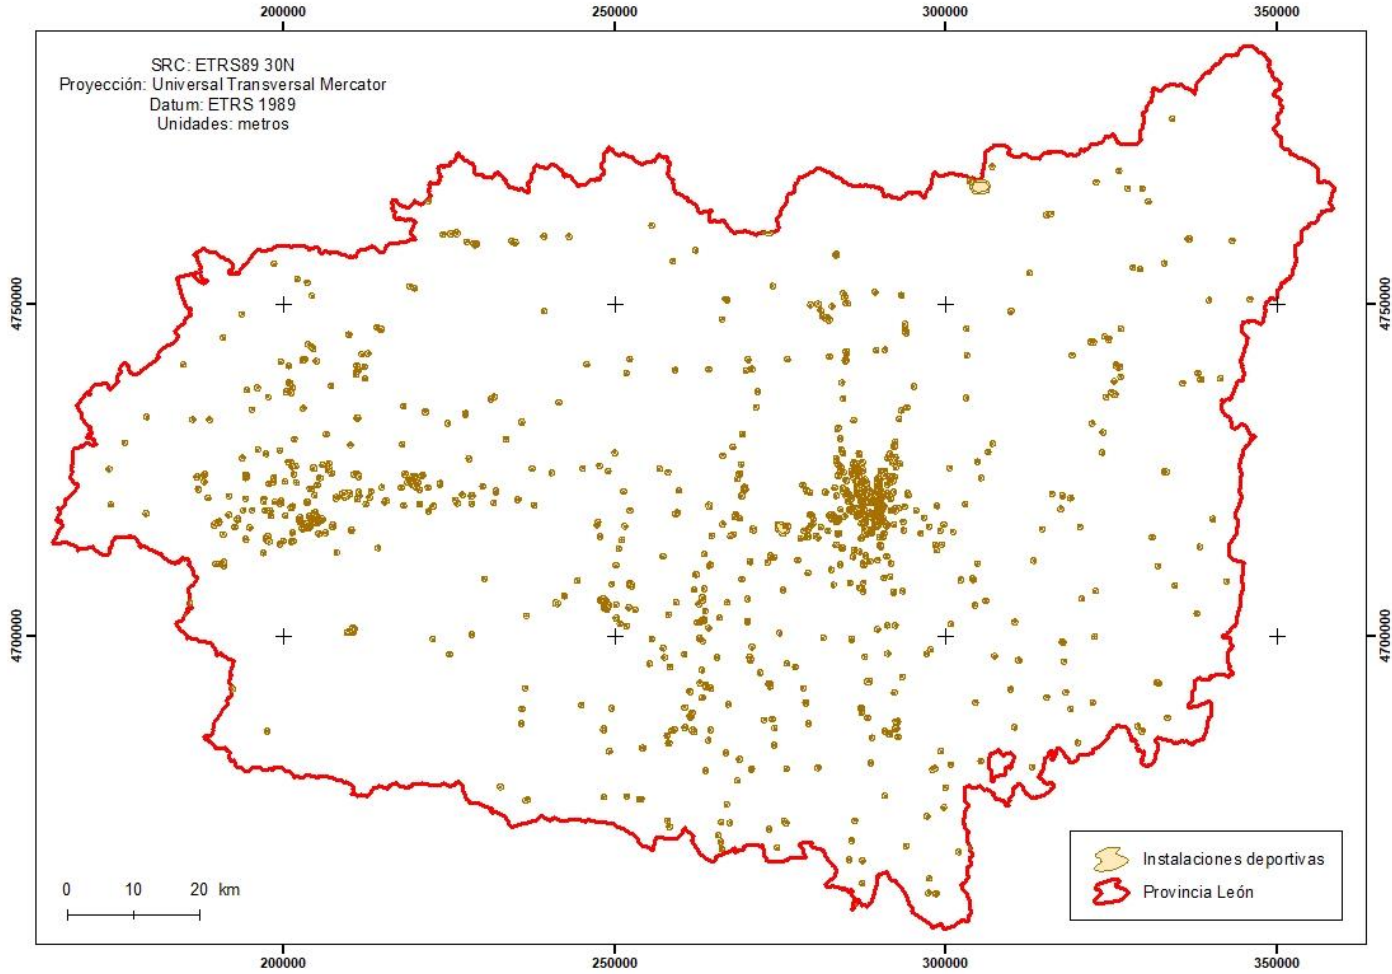 200000 250000 300000 350000
SRC: ETRS89 30N
Proyección: Universal Transversal Mercator
Datum: ETRS 1989
Unidades: metros
4750000 4750000
4700000 4700000
Instalaciones deportivas
Provincia León
0 10 20 km
200000 250000 300000 350000